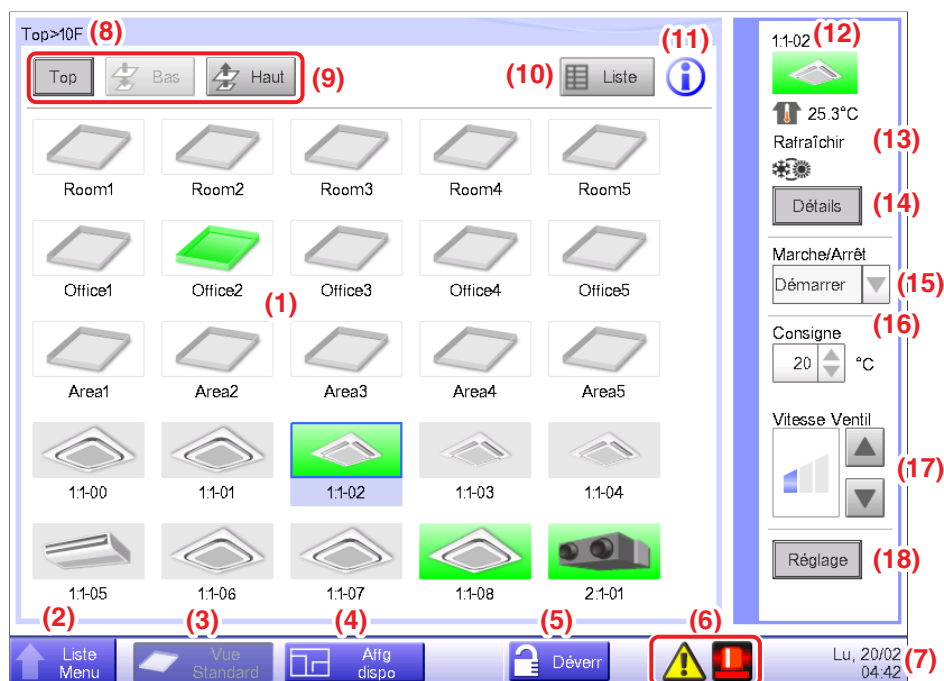 Top>10F (8)
(11)
1:1-02 (12)
Top Bas Haut (9)
(10) Liste
25.3°C
Rafraîchir (13)
Détails (14)
Room1 Room2 Room3 Room4 Room5
Marche/Arrêt
Démarrer (15)
Office1 Office2 Office3 Office4 Office5
(1)
(16)
Consigne
20 °C
Area1 Area2 Area3 Area4 Area5
Vitesse Ventil
(17)
1:1-00 1:1-01 1:1-02 1:1-03 1:1-04
Réglage (18)
1:1-05 1:1-06 1:1-07 1:1-08 2:1-01
(2) (3) (4) (5) (6)
Liste
Menu
Vue
Standard
Affg
dispo
Déverr
Lu, 20/02
04:42
(7)